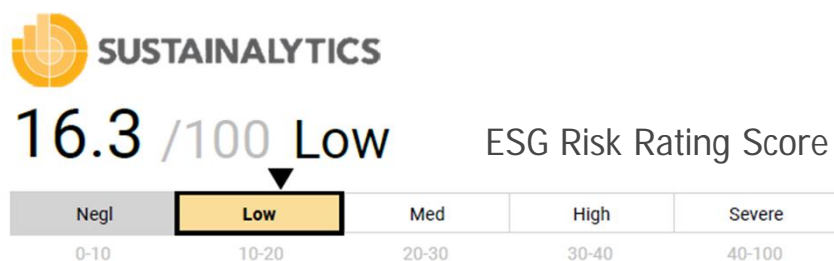 SUSTAINALYTICS
16.3 /100 Low
ESG Risk Rating Score
Negl Low Med High Severe
0-10 10-20 20-30 30-40 40-100